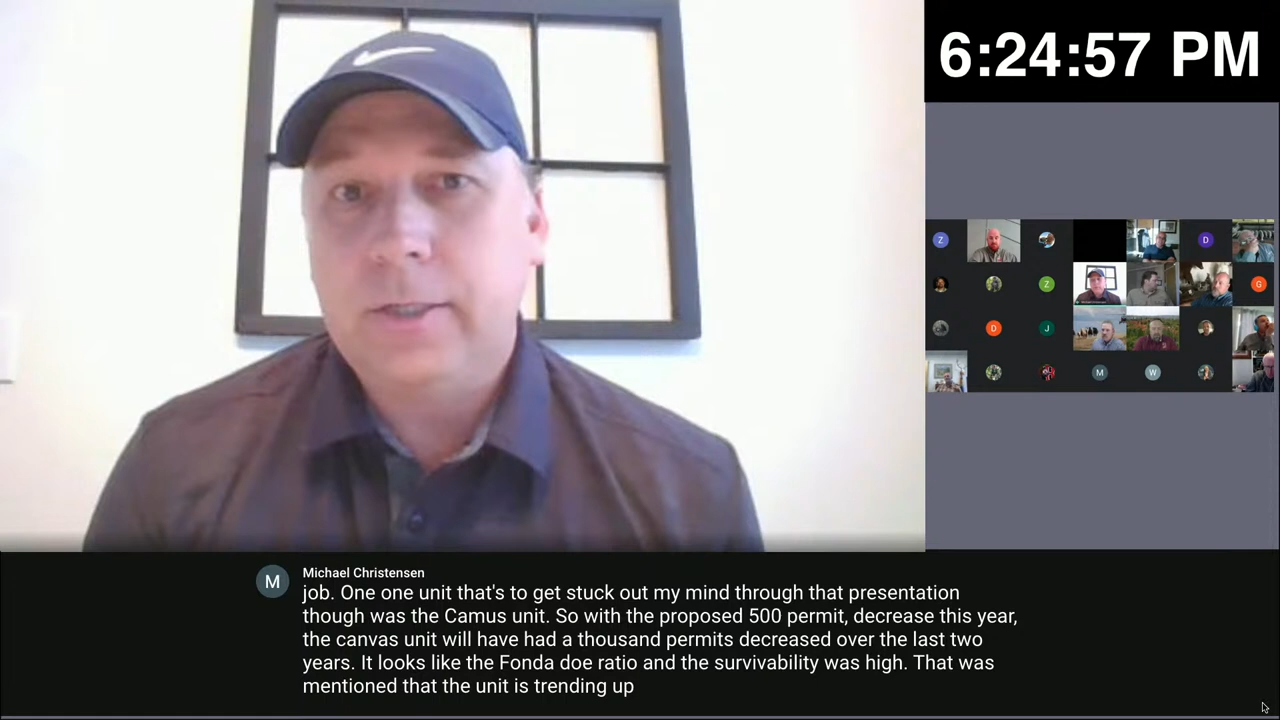 6:24:57 PM
Z
D
Z
G
D
J
M
W
M
Michael Christensen
job. One one unit that's to get stuck out my mind through that presentation
though was the Camus unit. So with the proposed 500 permit, decrease this year,
the canvas unit will have had a thousand permits decreased over the last two
years. It looks like the Fonda doe ratio and the survivability was high. That was
mentioned that the unit is trending up